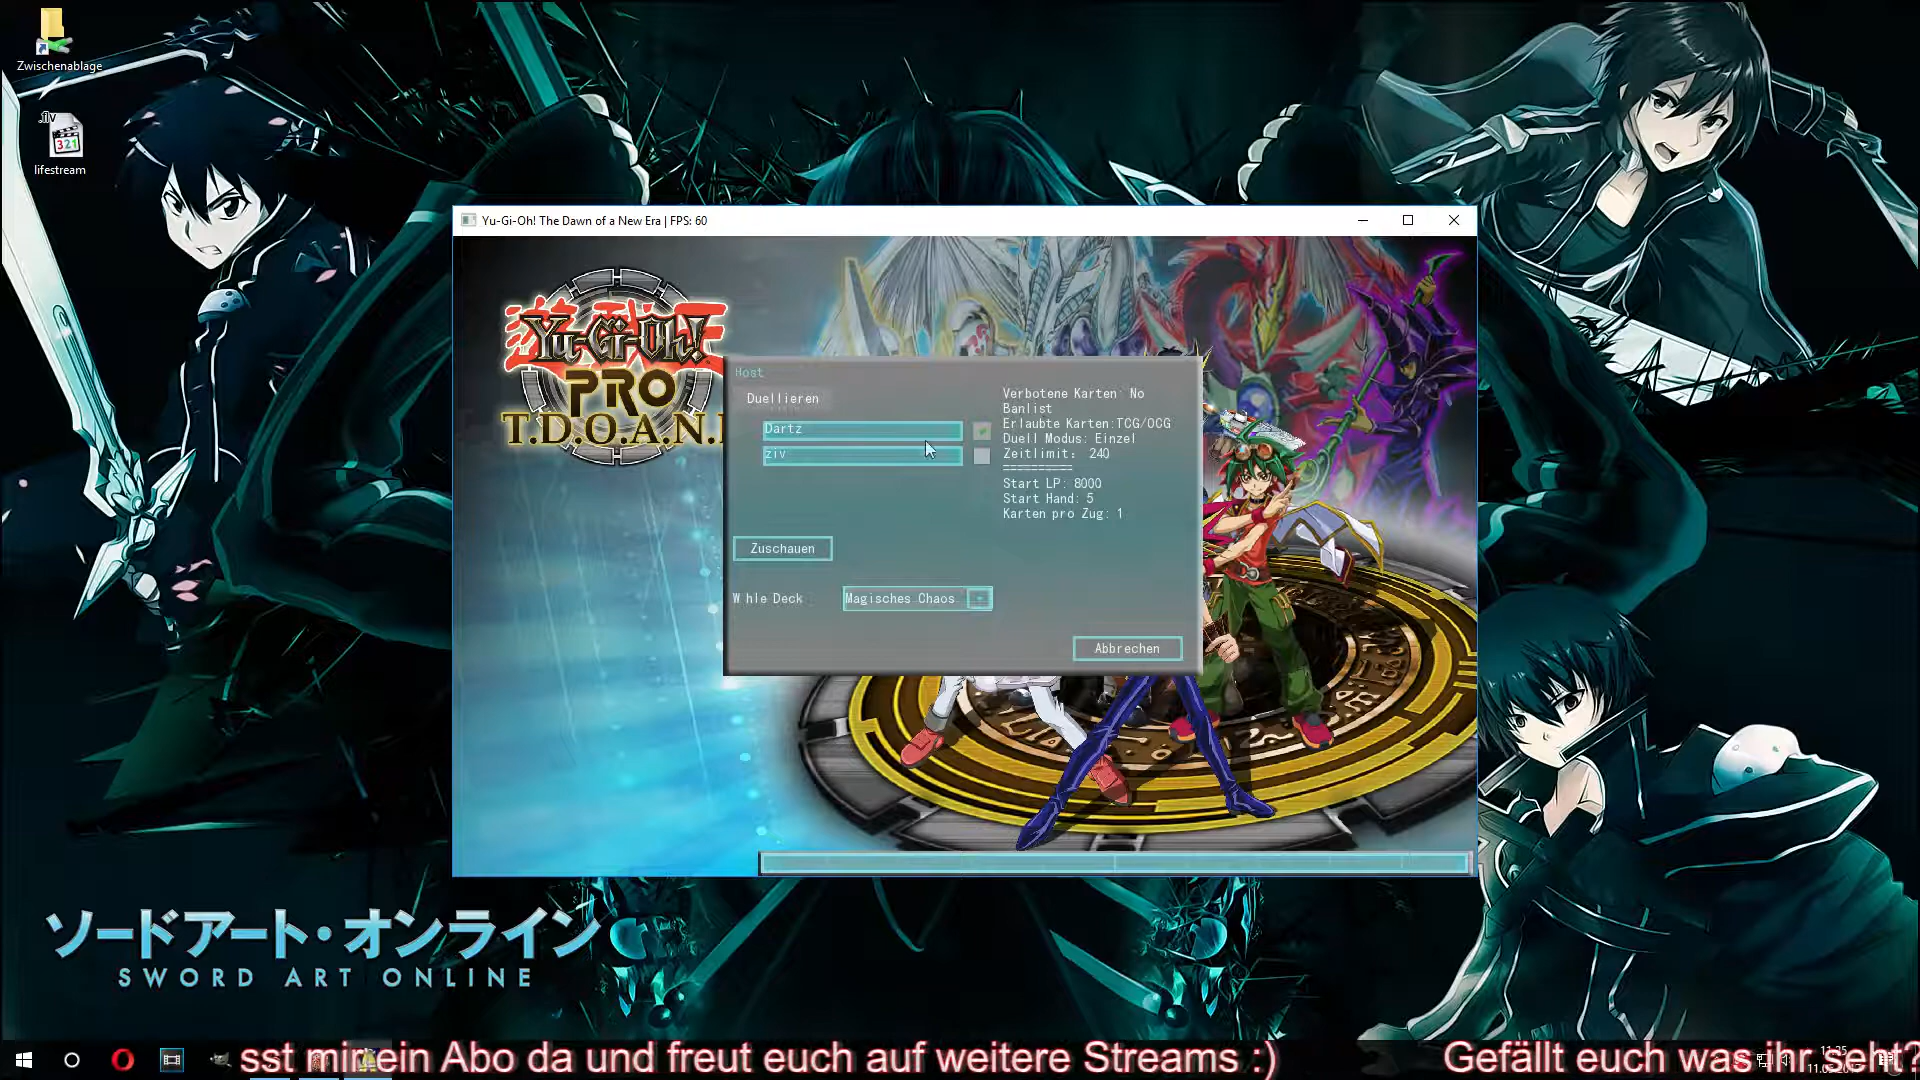 Zwischenablage
.flv
321
lifestream
Yu-Gi-Oh! The Dawn of a New Era | FPS: 60
Yu-Gi-Oh!
PRO
T.D.O.A.N.
Host
Duellieren
Dartz
ziv
Verbotene Karten No
Banlist
Erlaubte Karten:TCG/OCG
Duell Modus: Einzel
Zeitlimit: 240
==========
Start LP: 8000
Start Hand: 5
Karten pro Zug: 1
Zuschauen
W hle Deck
Magisches Chaos
Abbrechen
ソードアート・オンライン
SWORD ART ONLINE
sst mir ein Abo da und freut euch auf weitere Streams :)
Gefällt euch was ihr seht?